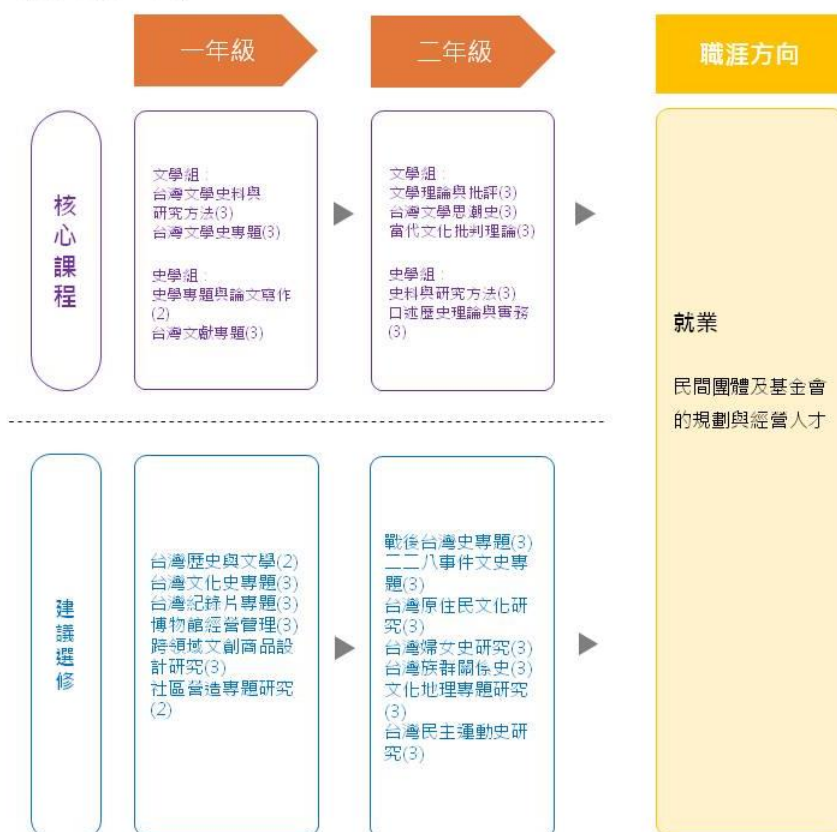 一年級
二年級
職涯方向
核心課程
文學組：
台灣文學史料與
研究方法(3)
台灣文學史專題(3)
史學組：
史學專題與論文寫作
(2)
台灣文獻專題(3)
文學組：
文學理論與批評(3)
台灣文學思潮史(3)
當代文化批判理論(3)
史學組：
史料與研究方法(3)
口述歷史理論與實務
(3)
就業
民間團體及基金會
的規劃與經營人才
建議選修
台灣歷史與文學(2)
台灣文化史專題(3)
台灣紀錄片專題(3)
博物館經營管理(3)
跨領域文創商品設
計研究(3)
社區營造專題研究
(2)
戰後台灣史專題(3)
二二八事件文史專
題(3)
台灣原住民文化研
究(3)
台灣婦女史研究(3)
台灣族群關係史(3)
文化地理專題研究
(3)
台灣民主運動史研
究(3)